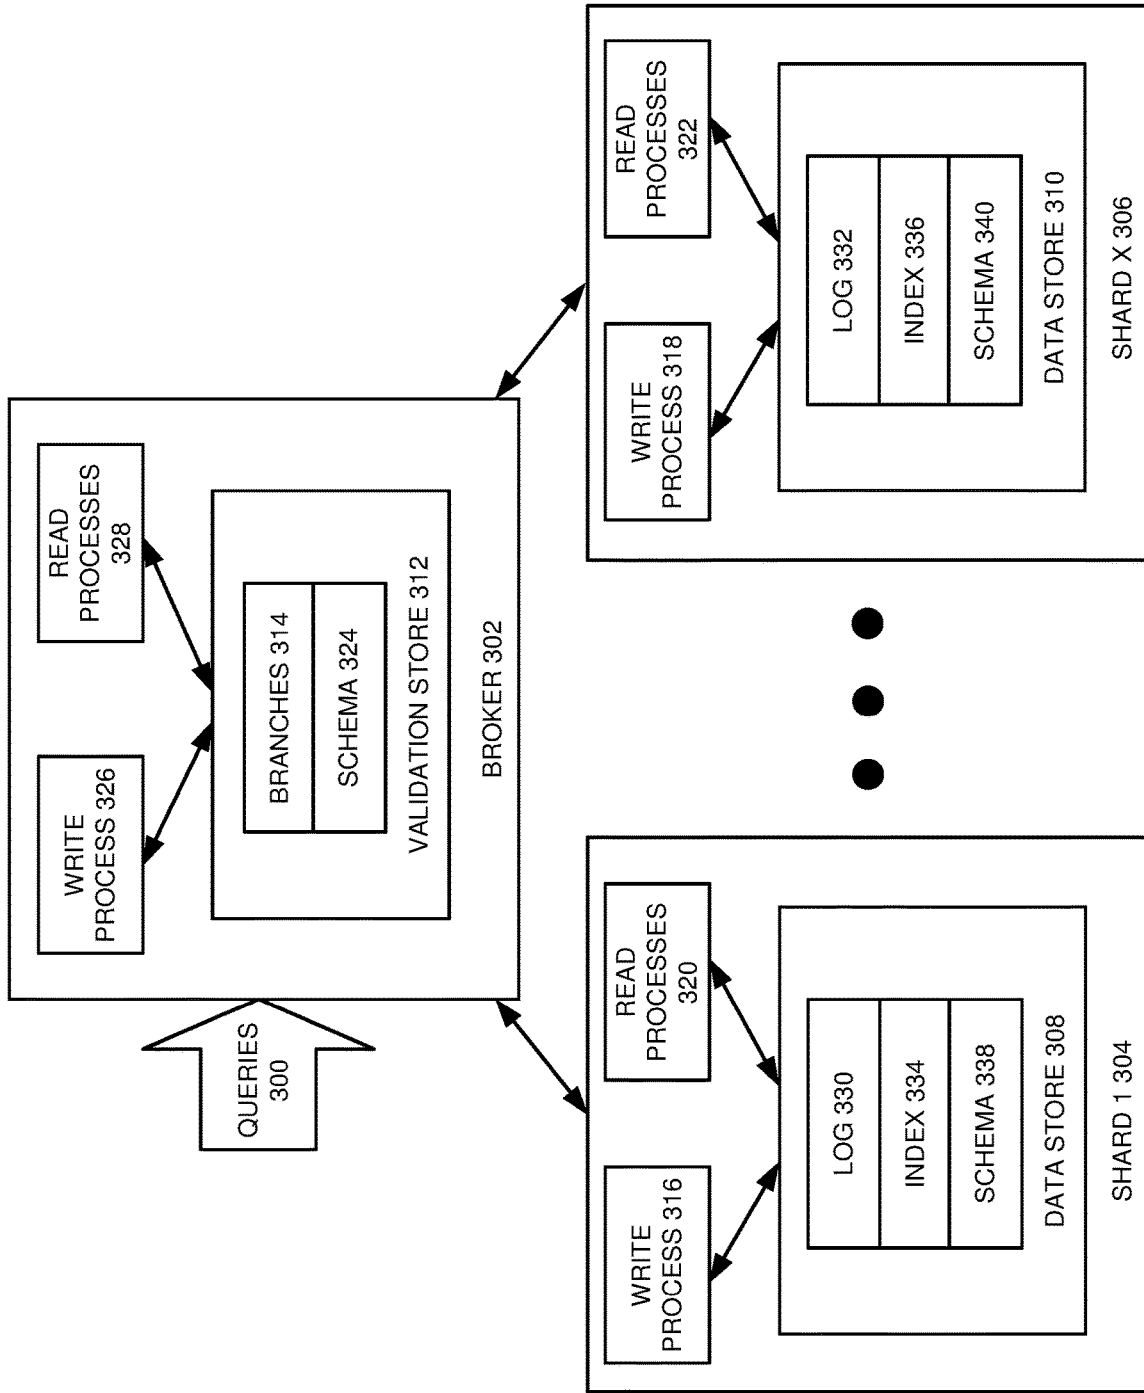 QUERIES
300
WRITE
PROCESS 326
READ
PROCESSES
328
BRANCHES 314
SCHEMA 324
VALIDATION STORE 312
BROKER 302
WRITE
PROCESS 316
READ
PROCESSES
320
LOG 330
INDEX 334
SCHEMA 338
DATA STORE 308
SHARD 1 304
WRITE
PROCESS 318
READ
PROCESSES
322
LOG 332
INDEX 336
SCHEMA 340
DATA STORE 310
SHARD X 306